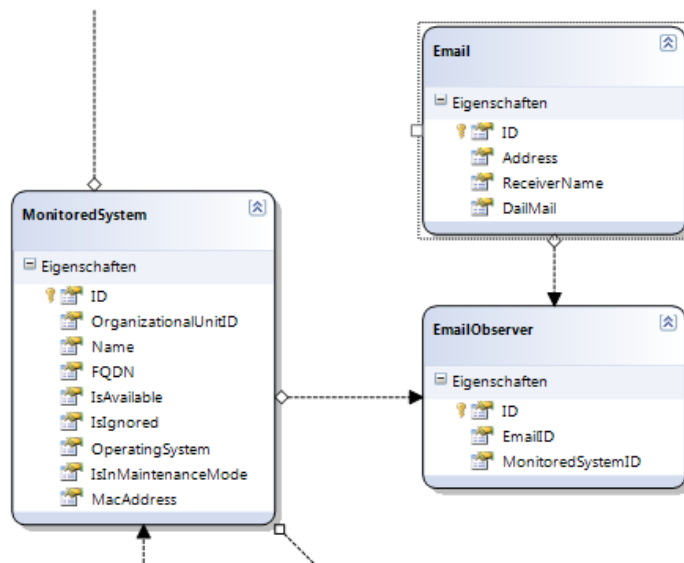 Email
Eigenschaften
ID
Address
ReceiverName
DailMail
MonitoredSystem
Eigenschaften
ID
OrganizationalUnitID
Name
FQDN
IsAvailable
IsIgnored
OperatingSystem
IsInMaintenanceMode
MacAddress
EmailObserver
Eigenschaften
ID
EmailID
MonitoredSystemID